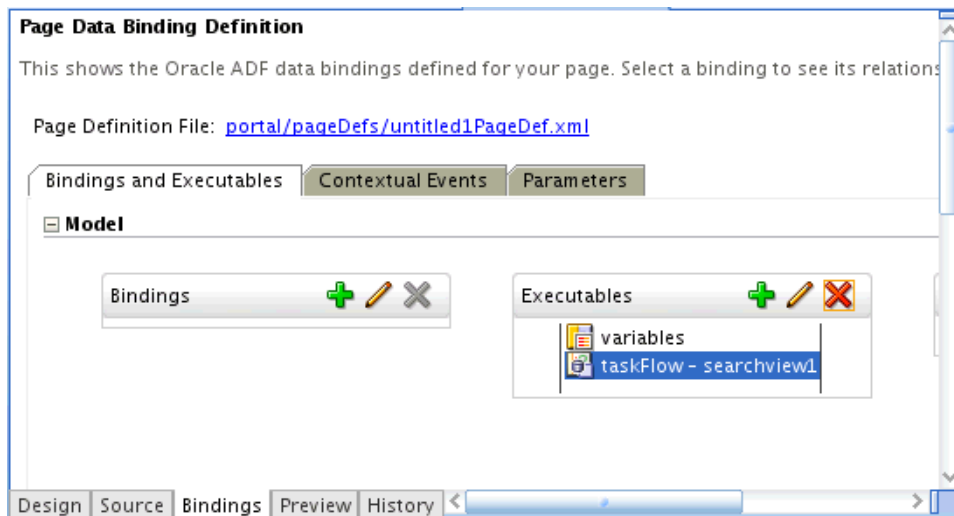 Page Data Binding Definition
This shows the Oracle ADF data bindings defined for your page. Select a binding to see its relations
Page Definition File: portal/pageDefs/untitled1PageDef.xml
Bindings and Executables Contextual Events Parameters
Model
Bindings Executables
variables
taskFlow - searchview1
Design Source Bindings Preview History